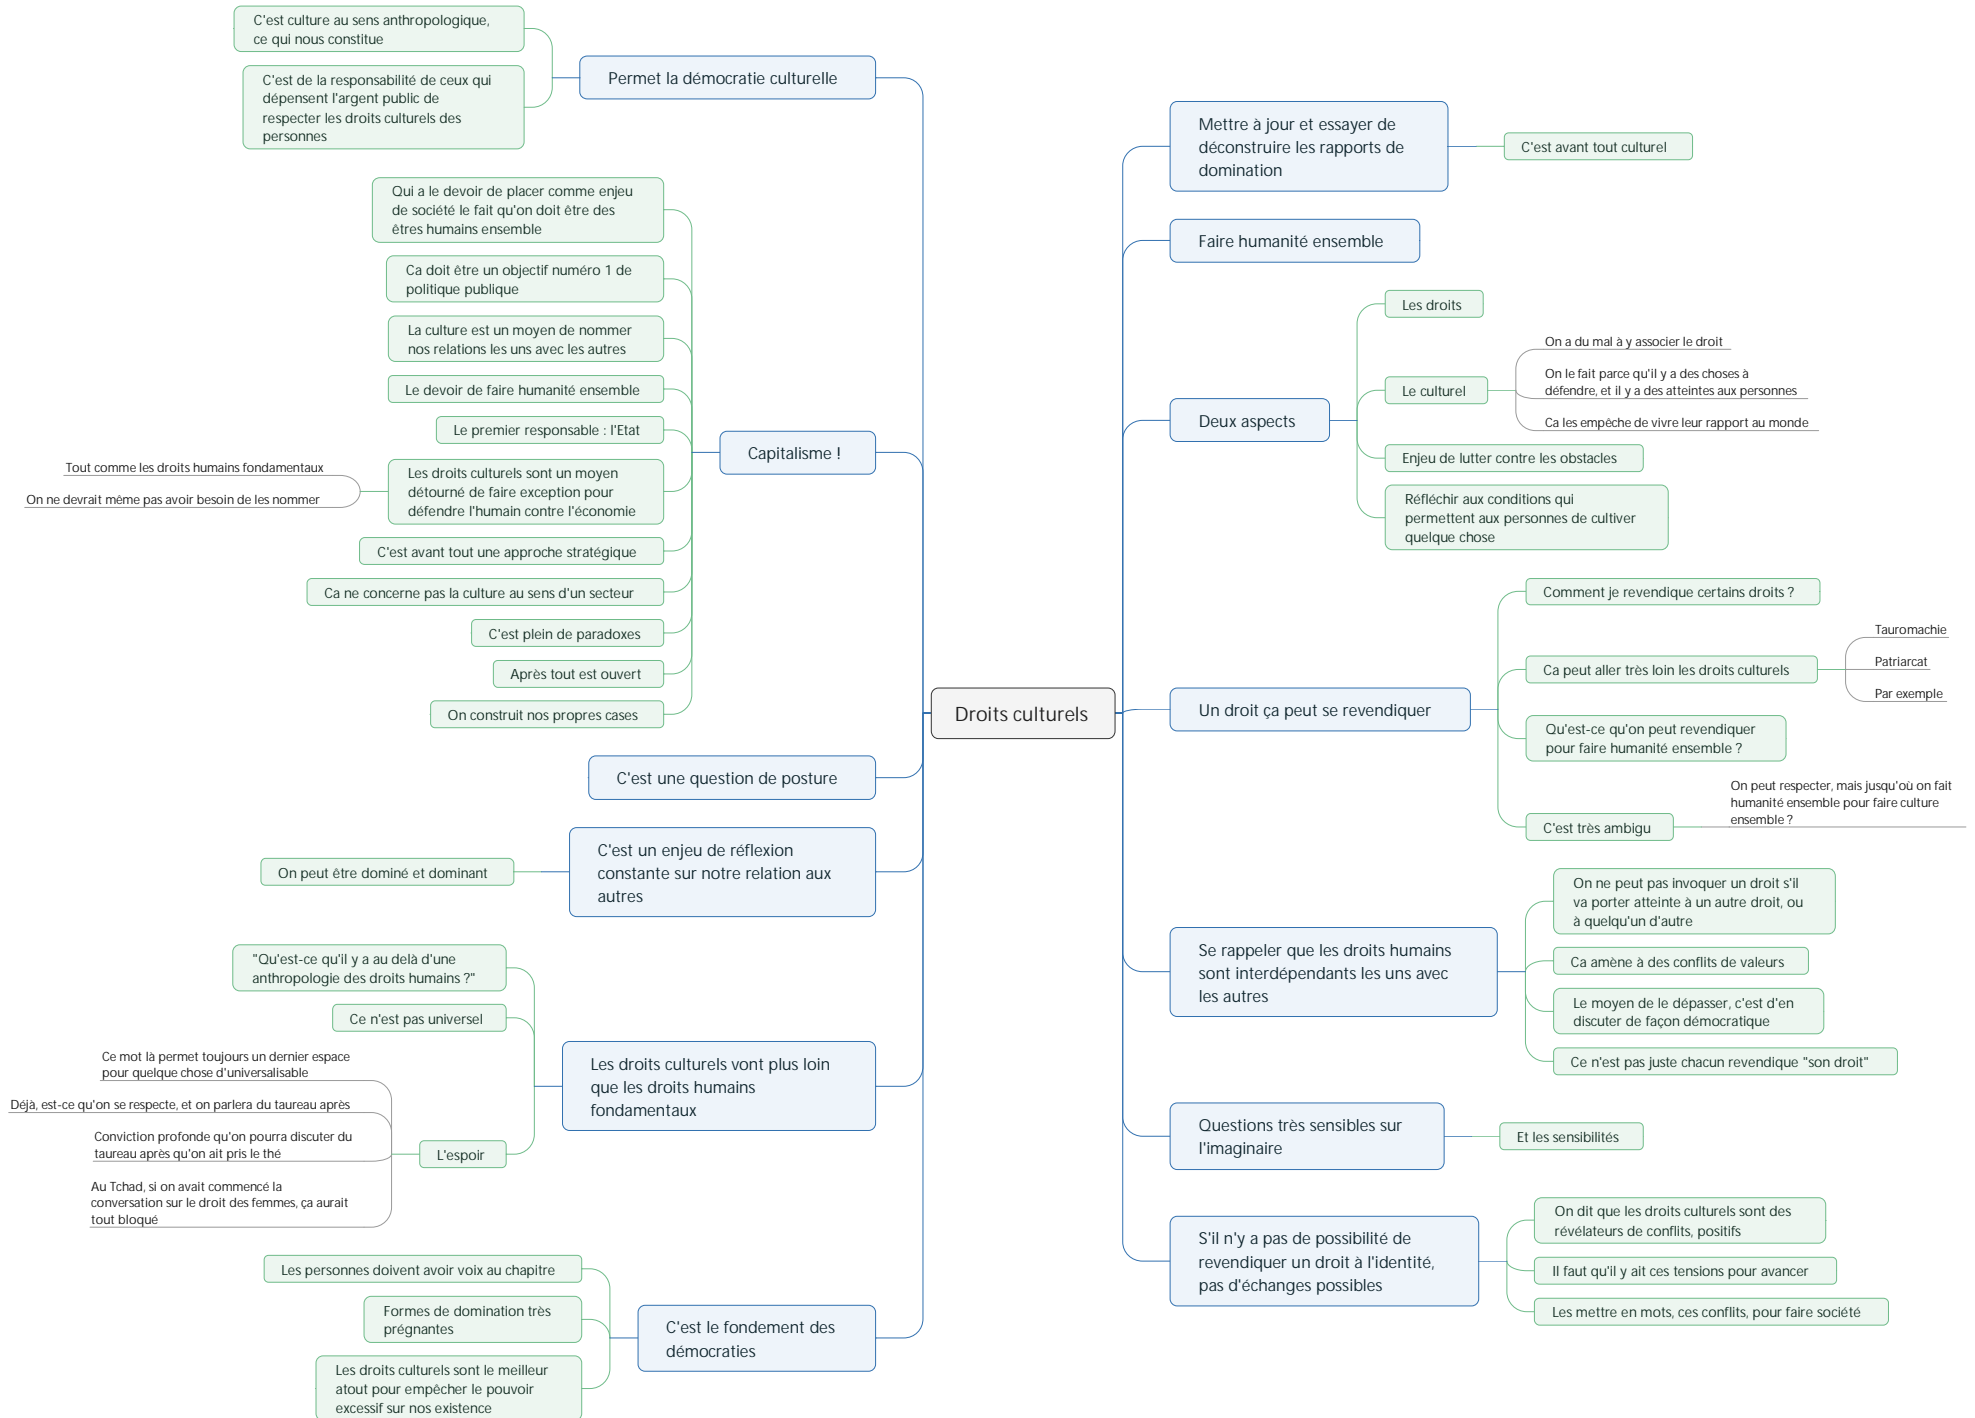 Droits culturels
Permet la démocratie culturelle
C'est culture au sens anthropologique,
ce qui nous constitue
C'est de la responsabilité de ceux qui
dépensent l'argent public de
respecter les droits culturels des
personnes
Capitalisme !
Qui a le devoir de placer comme enjeu
de société le fait qu'on doit être des
êtres humains ensemble
Ca doit être un objectif numéro 1 de
politique publique
La culture est un moyen de nommer
nos relations les uns avec les autres
Le devoir de faire humanité ensemble
Le premier responsable : l'Etat
Les droits culturels sont un moyen
détourné de faire exception pour
défendre l'humain contre l'économie
Tout comme les droits humains fondamentaux
On ne devrait même pas avoir besoin de les nommer
C'est avant tout une approche stratégique
Ca ne concerne pas la culture au sens d'un secteur
C'est plein de paradoxes
Après tout est ouvert
On construit nos propres cases
C'est une question de posture
C'est un enjeu de réflexion
constante sur notre relation aux
autres
On peut être dominé et dominant
Les droits culturels vont plus loin
que les droits humains
fondamentaux
"Qu'est-ce qu'il y a au delà d'une
anthropologie des droits humains ?"
Ce n'est pas universel
L'espoir
Ce mot là permet toujours un dernier espace
pour quelque chose d'universalisable
Déjà, est-ce qu'on se respecte, et on parlera du taureau après
Conviction profonde qu'on pourra discuter du
taureau après qu'on ait pris le thé
Au Tchad, si on avait commencé la
conversation sur le droit des femmes, ça aurait
tout bloqué
C'est le fondement des
démocraties
Les personnes doivent avoir voix au chapitre
Formes de domination très
prégnantes
Les droits culturels sont le meilleur
atout pour empêcher le pouvoir
excessif sur nos existence
Mettre à jour et essayer de
déconstruire les rapports de
domination
C'est avant tout culturel
Faire humanité ensemble
Deux aspects
Les droits
Le culturel
On a du mal à y associer le droit
On le fait parce qu'il y a des choses à
défendre, et il y a des atteintes aux personnes
Ca les empêche de vivre leur rapport au monde
Enjeu de lutter contre les obstacles
Réfléchir aux conditions qui
permettent aux personnes de cultiver
quelque chose
Un droit ça peut se revendiquer
Comment je revendique certains droits ?
Ca peut aller très loin les droits culturels
Tauromachie
Patriarcat
Par exemple
Qu'est-ce qu'on peut revendiquer
pour faire humanité ensemble ?
C'est très ambigu
On peut respecter, mais jusqu'où on fait
humanité ensemble pour faire culture
ensemble ?
Se rappeler que les droits humains
sont interdépendants les uns avec
les autres
On ne peut pas invoquer un droit s'il
va porter atteinte à un autre droit, ou
à quelqu'un d'autre
Ca amène à des conflits de valeurs
Le moyen de le dépasser, c'est d'en
discuter de façon démocratique
Ce n'est pas juste chacun revendique "son droit"
Questions très sensibles sur
l'imaginaire
Et les sensibilités
S'il n'y a pas de possibilité de
revendiquer un droit à l'identité,
pas d'échanges possibles
On dit que les droits culturels sont des
révélateurs de conflits, positifs
Il faut qu'il y ait ces tensions pour avancer
Les mettre en mots, ces conflits, pour faire société